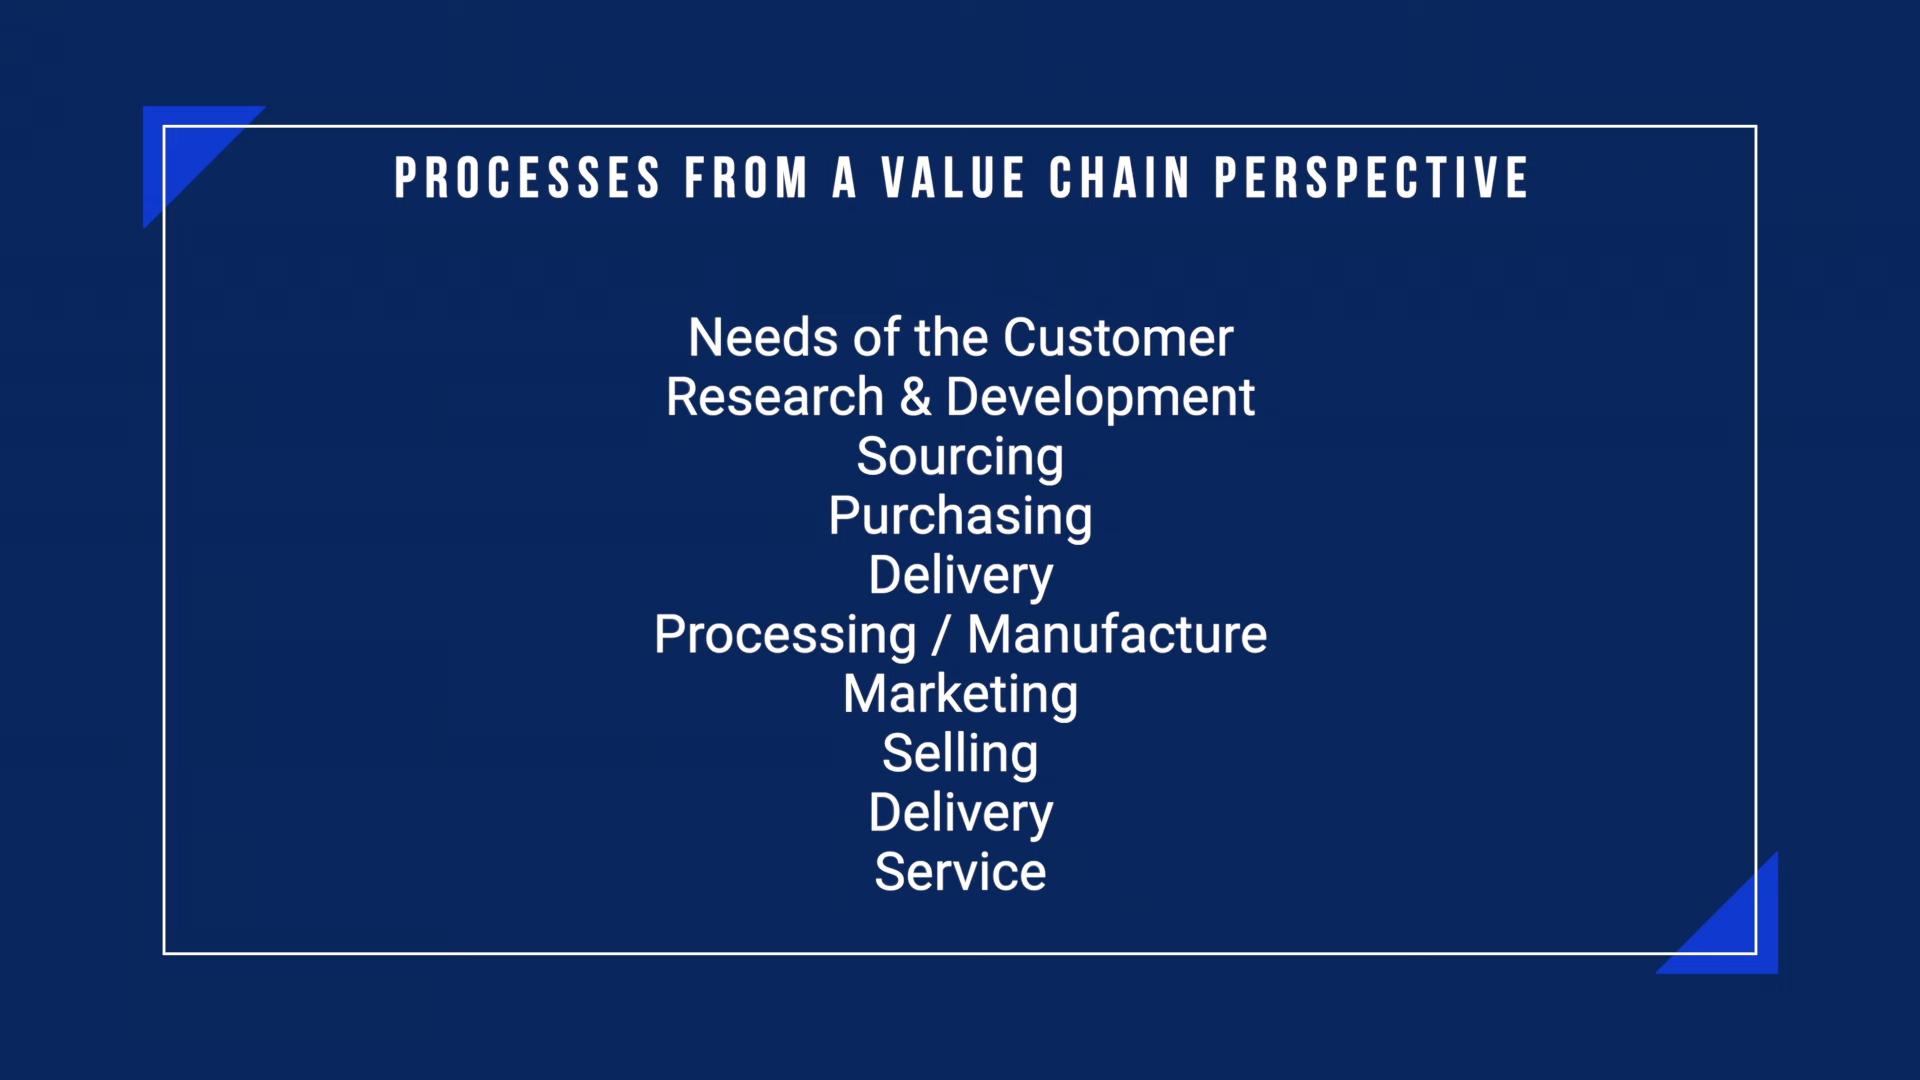 PROCESSES FROM A VALUE CHAIN PERSPECTIVE
Needs of the Customer
Research & Development
Sourcing
Purchasing
Delivery
Processing / Manufacture
Marketing
Selling
Delivery
Service